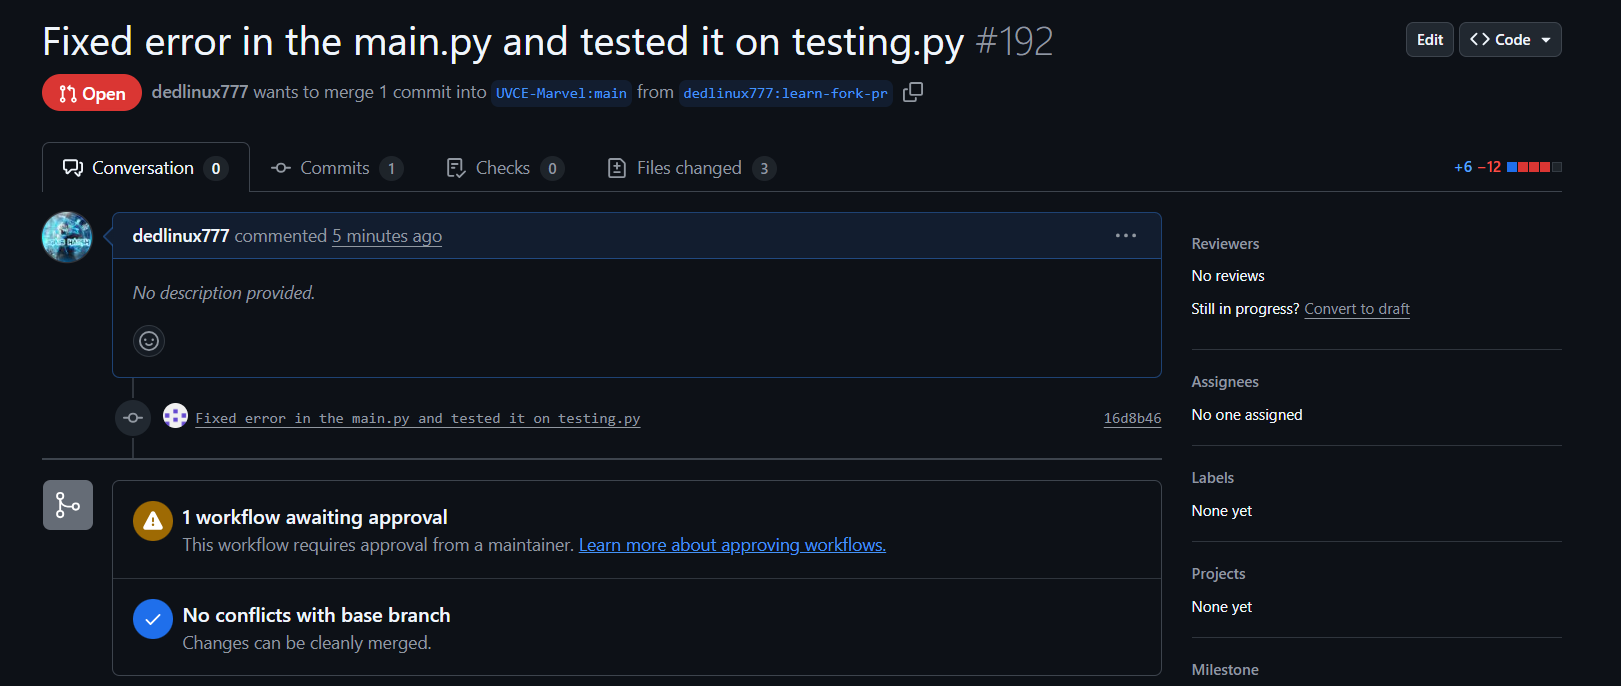 Fixed error in the main.py and tested it on testing.py #192
Edit
Code
Open
dedlinux777 wants to merge 1 commit into UVCE-Marvel:main from dedlinux777:learn-fork-pr
Conversation 0
Commits 1
Checks 0
Files changed 3
+6 −12
dedlinux777 commented 5 minutes ago
No description provided.
Fixed error in the main.py and tested it on testing.py
16d8b46
1 workflow awaiting approval
This workflow requires approval from a maintainer. Learn more about approving workflows.
No conflicts with base branch
Changes can be cleanly merged.
Reviewers
No reviews
Still in progress? Convert to draft
Assignees
No one assigned
Labels
None yet
Projects
None yet
Milestone